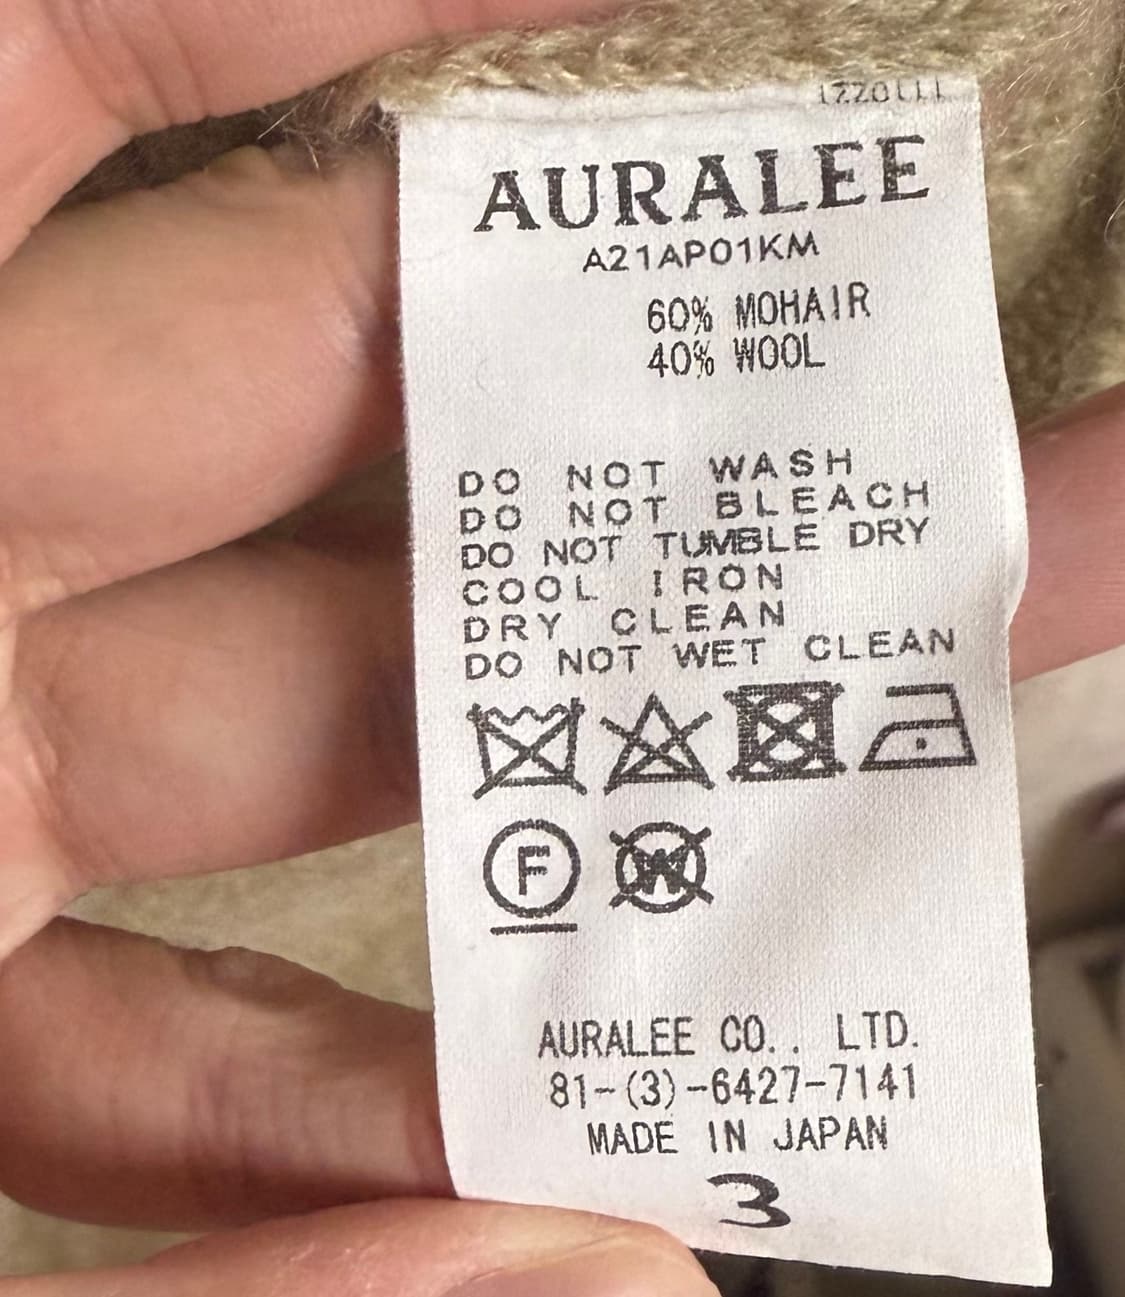 AURALEE
A21AP01KM
60% MOHAIR
40% WOOL
DO NOT WASH
DO NOT BLEACH
DO NOT TUMBLE DRY
COOL IRON
DRY CLEAN
DO NOT WET CLEAN
F W
AURALEE CO., LTD.
81-(3)-6427-7141
MADE IN JAPAN
3